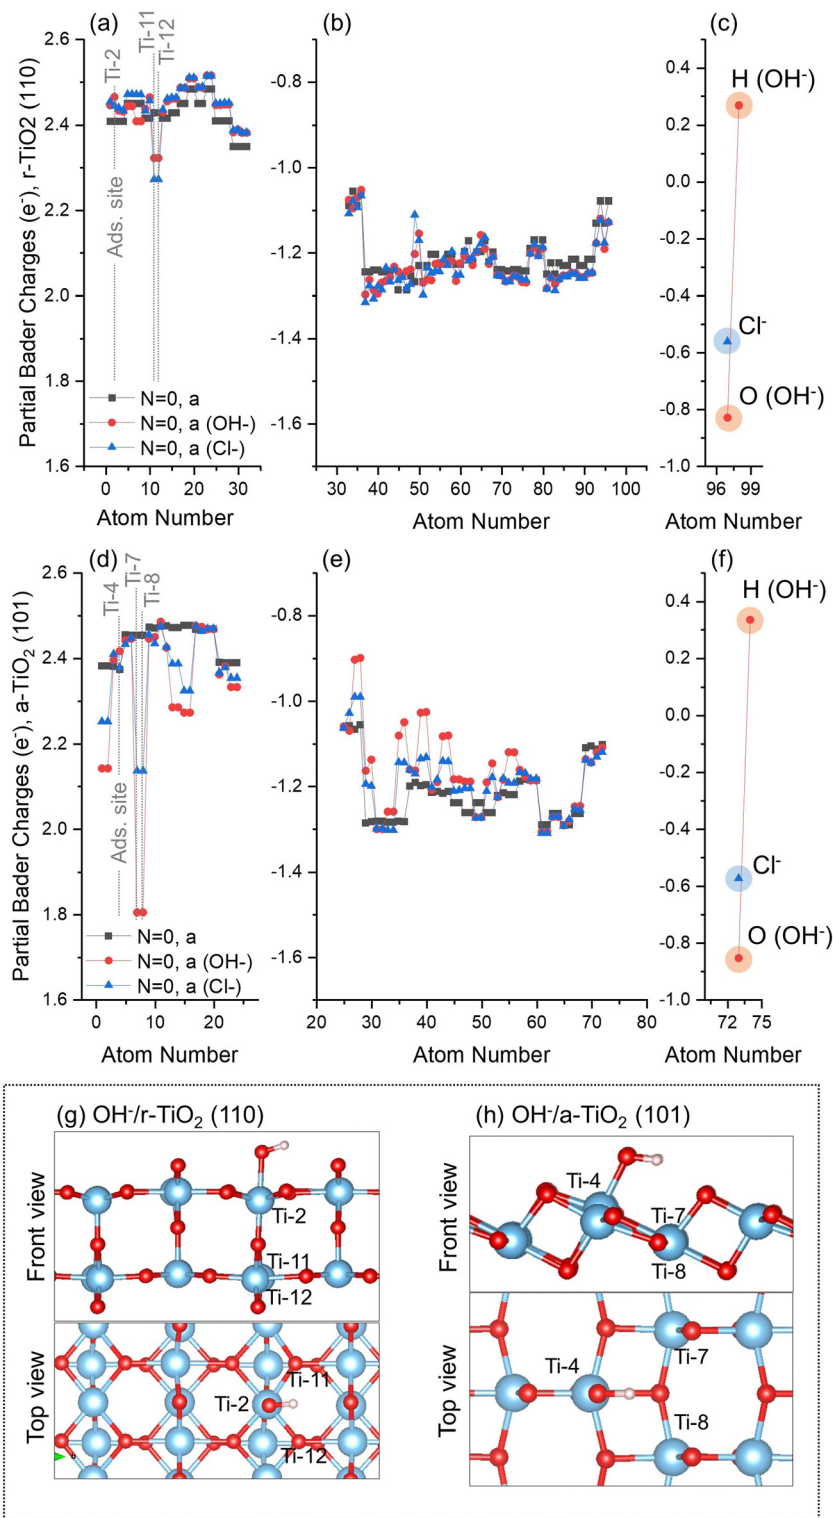 (a)
(b)
(c)
Partial Bader Charges (e⁻), r-TiO2 (110)
2.6
2.4
2.2
2.0
1.8
1.6
Ti-2
Ti-11
Ti-12
Ads. site
N=0, a
N=0, a (OH-)
N=0, a (Cl-)
0 10 20 30
Atom Number
-0.8
-1.0
-1.2
-1.4
-1.6
30 40 50 60 70 80 90 100
Atom Number
0.4
0.2
0.0
-0.2
-0.4
-0.6
-0.8
-1.0
H (OH⁻)
Cl⁻
O (OH⁻)
96 99
Atom Number
(d)
(e)
(f)
Partial Bader Charges (e⁻), a-TiO₂ (101)
2.6
2.4
2.2
2.0
1.8
1.6
Ti-4
Ti-7
Ti-8
Ads. site
N=0, a
N=0, a (OH-)
N=0, a (Cl-)
0 10 20
Atom Number
-0.8
-1.0
-1.2
-1.4
-1.6
20 30 40 50 60 70 80
Atom Number
0.4
0.2
0.0
-0.2
-0.4
-0.6
-0.8
-1.0
H (OH⁻)
Cl⁻
O (OH⁻)
72 75
Atom Number
(g) OH⁻/r-TiO₂ (110)
Front view
Ti-2
Ti-11
Ti-12
Top view
Ti-11
Ti-2
Ti-12
(h) OH⁻/a-TiO₂ (101)
Front view
Ti-4
Ti-7
Ti-8
Top view
Ti-4
Ti-7
Ti-8